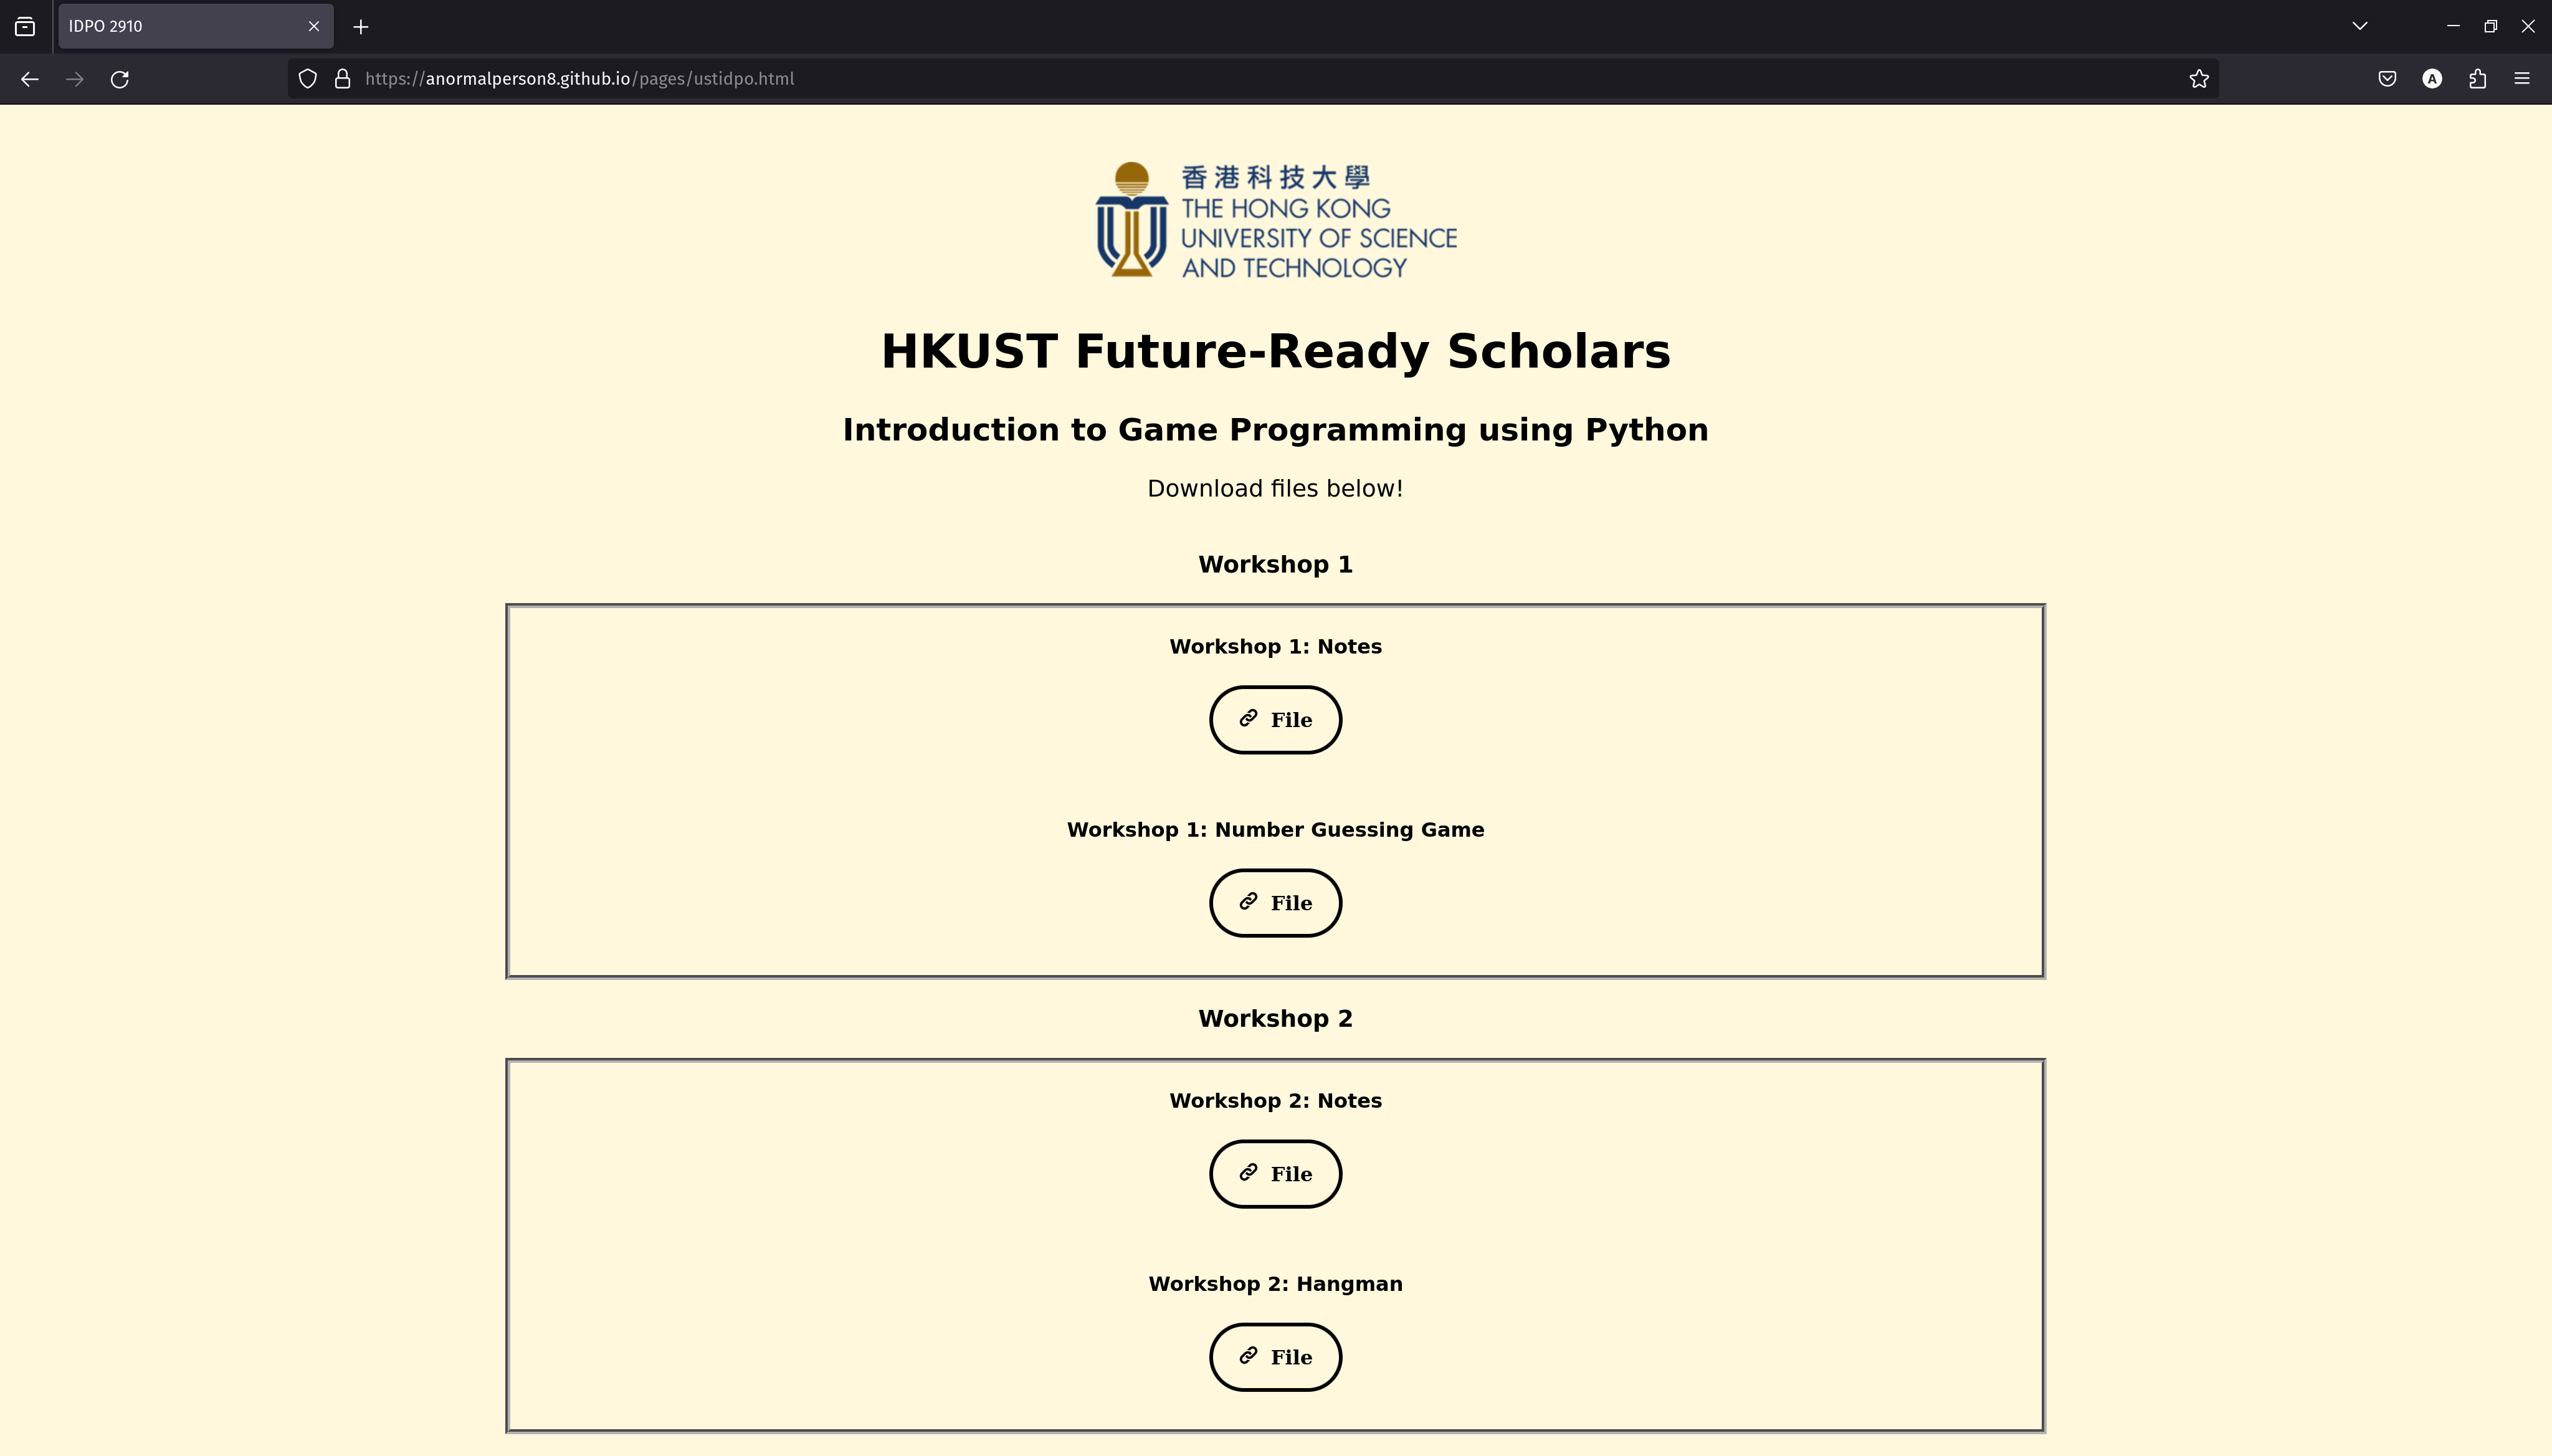 IDPO 2910
https://anormalperson8.github.io/pages/ustidpo.html
A
香港科技大學
THE HONG KONG
UNIVERSITY OF SCIENCE
AND TECHNOLOGY
HKUST Future-Ready Scholars
Introduction to Game Programming using Python
Download files below!
Workshop 1
Workshop 1: Notes
File
Workshop 1: Number Guessing Game
File
Workshop 2
Workshop 2: Notes
File
Workshop 2: Hangman
File